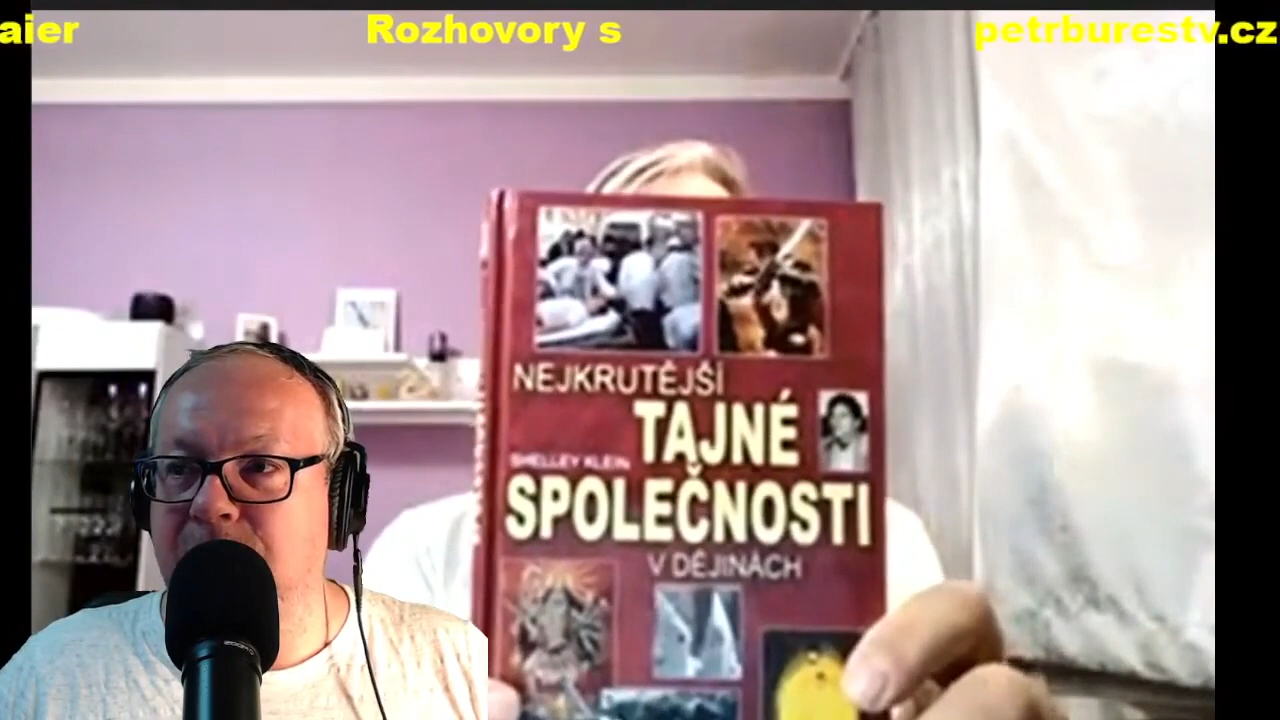 aier Rozhovory s petrburestv.cz
NEJKRUTĚJŠÍ
TAJNÉ
SHELLEY KLEIN
SPOLEČNOSTI
V DĚJINÁCH